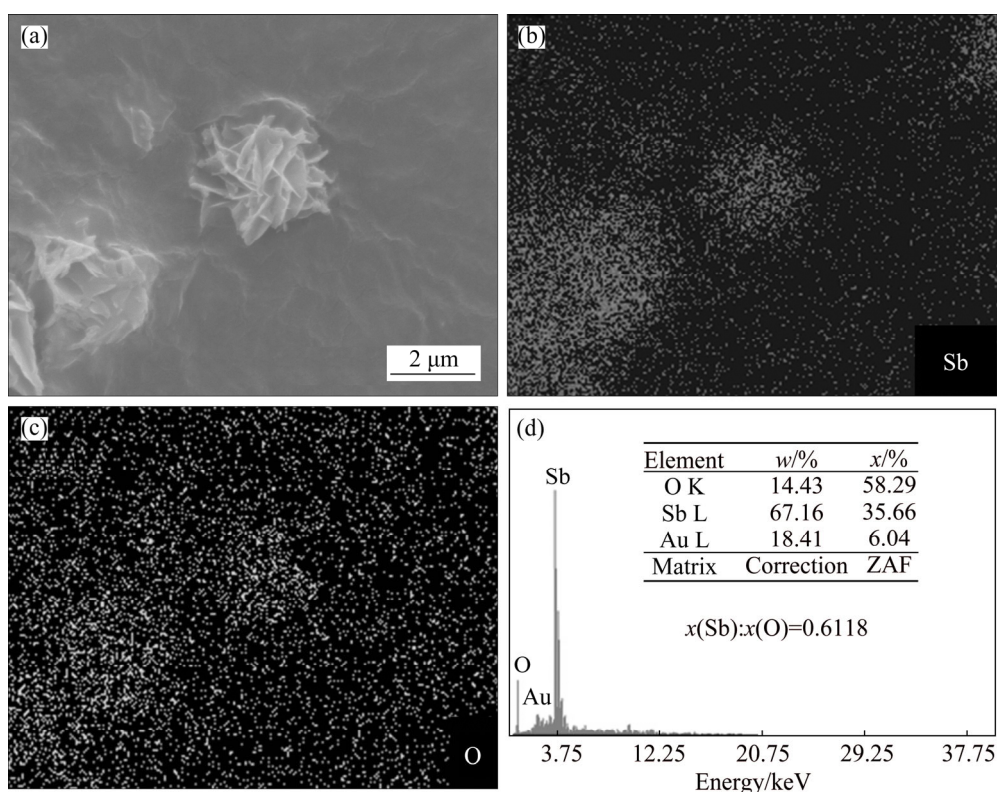 (a)
2 μm
(b)
Sb
(c)
O
(d)
Sb
O
Au
Element w/% x/%
O K 14.43 58.29
Sb L 67.16 35.66
Au L 18.41 6.04
Matrix Correction ZAF
x(Sb):x(O)=0.6118
3.75 12.25 20.75 29.25 37.75
Energy/keV